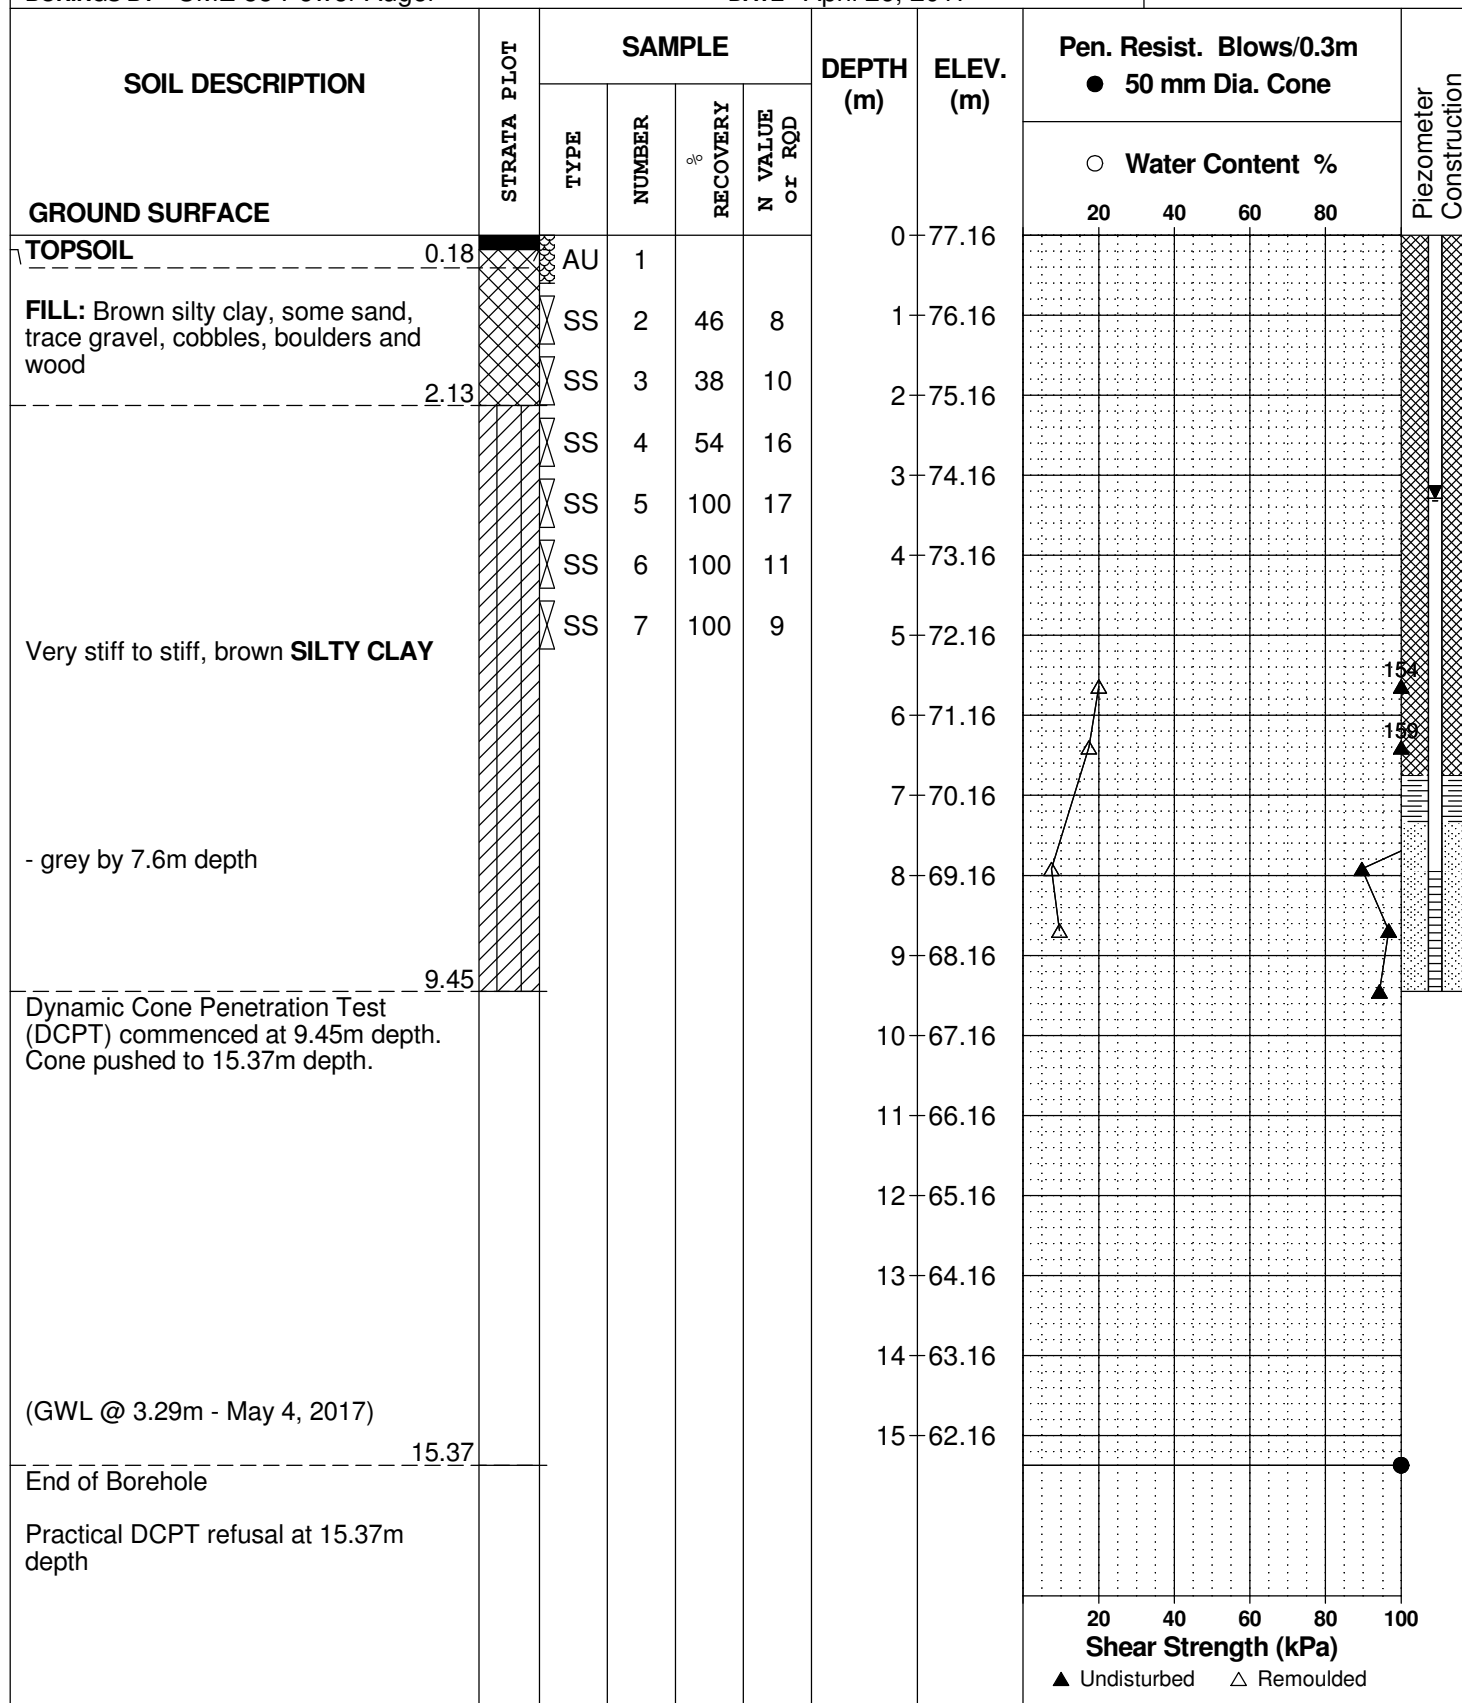 SOIL DESCRIPTION
GROUND SURFACE
STRATA PLOT
SAMPLE
TYPE
NUMBER
%
RECOVERY
N VALUE
or RQD
DEPTH
(m)
ELEV.
(m)
Pen. Resist. Blows/0.3m
● 50 mm Dia. Cone
○ Water Content %
20 40 60 80
Piezometer
Construction
0 77.16
TOPSOIL 0.18
AU 1
FILL: Brown silty clay, some sand,
trace gravel, cobbles, boulders and
wood
2.13
SS 2 46 8
1 76.16
SS 3 38 10
2 75.16
SS 4 54 16
3 74.16
SS 5 100 17
SS 6 100 11
4 73.16
SS 7 100 9
5 72.16
Very stiff to stiff, brown SILTY CLAY
154
6 71.16
159
7 70.16
- grey by 7.6m depth
8 69.16
9 68.16
9.45
Dynamic Cone Penetration Test
(DCPT) commenced at 9.45m depth.
Cone pushed to 15.37m depth.
10 67.16
11 66.16
12 65.16
13 64.16
14 63.16
(GWL @ 3.29m - May 4, 2017)
15 62.16
15.37
End of Borehole
Practical DCPT refusal at 15.37m
depth
20 40 60 80 100
Shear Strength (kPa)
▲ Undisturbed △ Remoulded